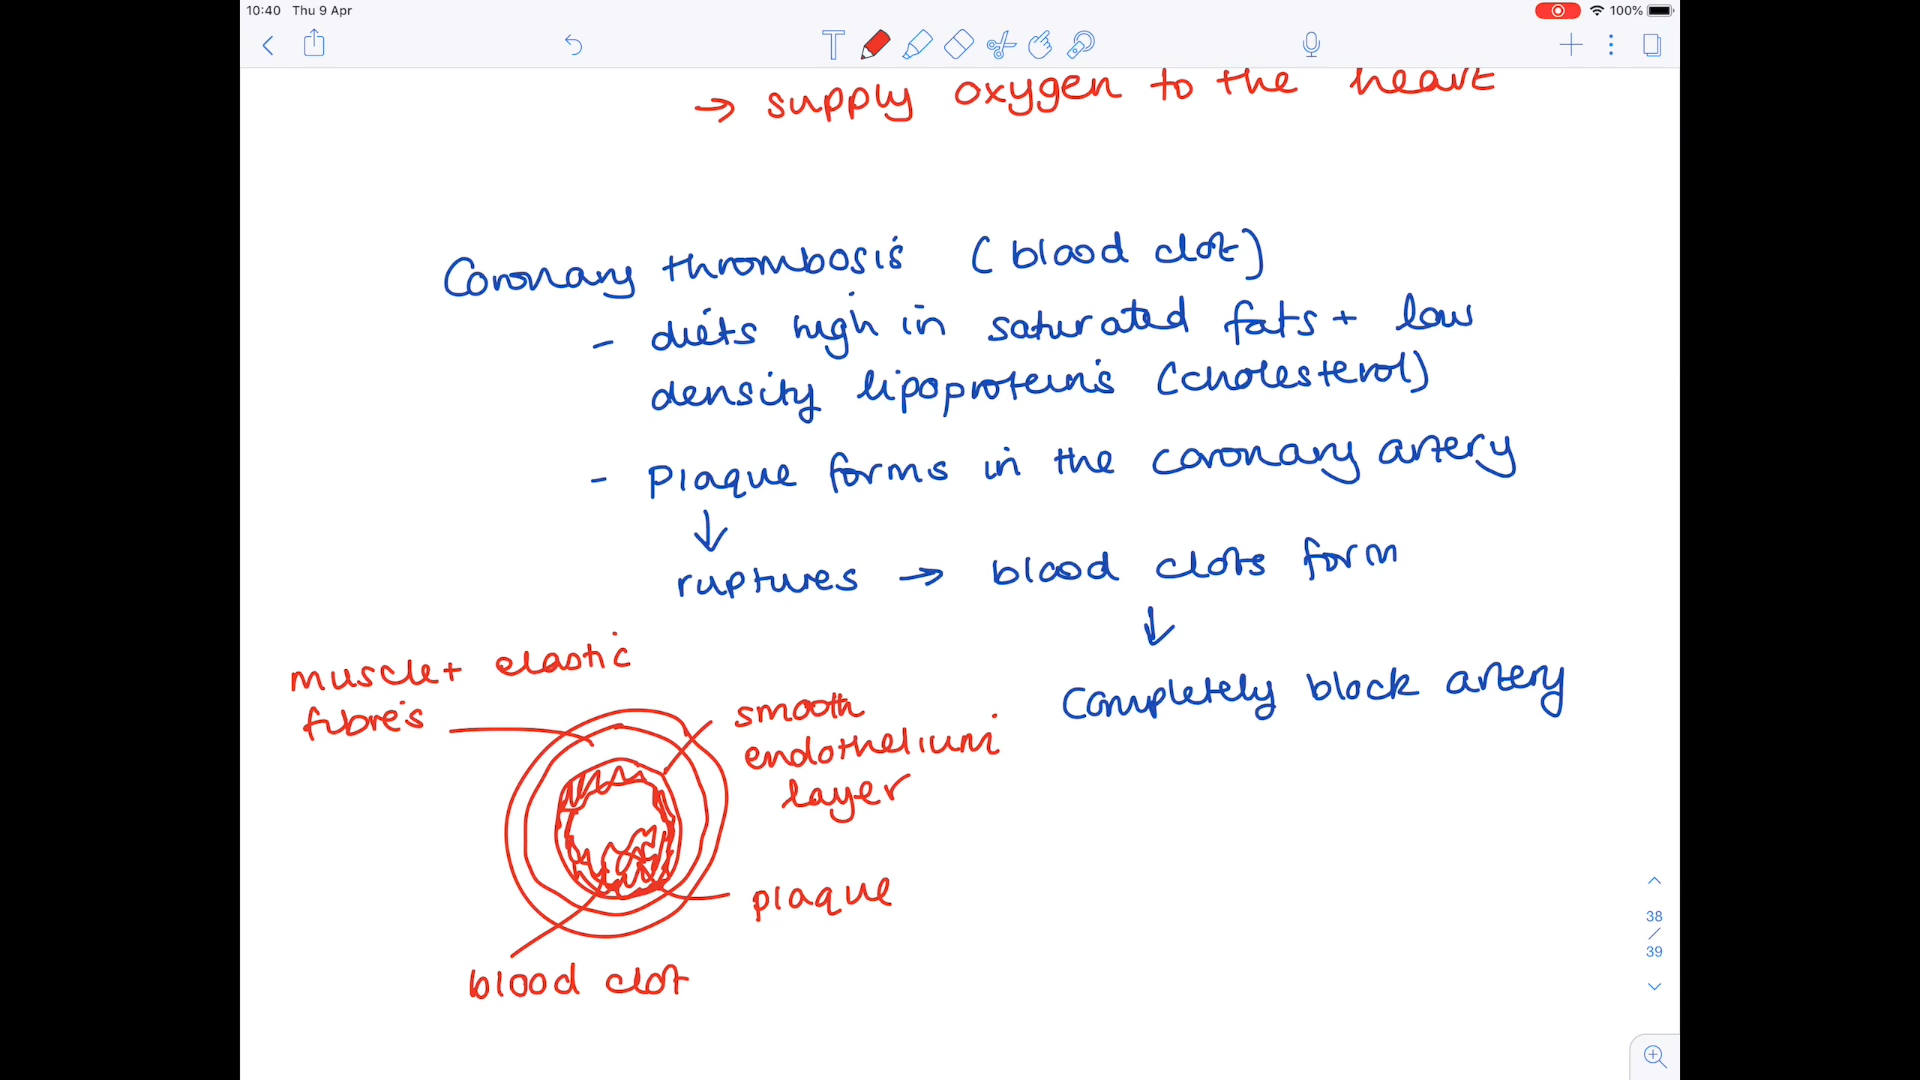 10:40 Thu 9 Apr
100%
→ supply oxygen to the heart
Coronary thrombosis (blood clot)
- diets high in saturated fats + low
density lipoproteins (cholesterol)
- Plaque forms in the coronary artery
↓
ruptures → blood clots form
↓
completely block artery
muscle + elastic
fibres
smooth
endothelium
layer
plaque
blood clot
38
/
39